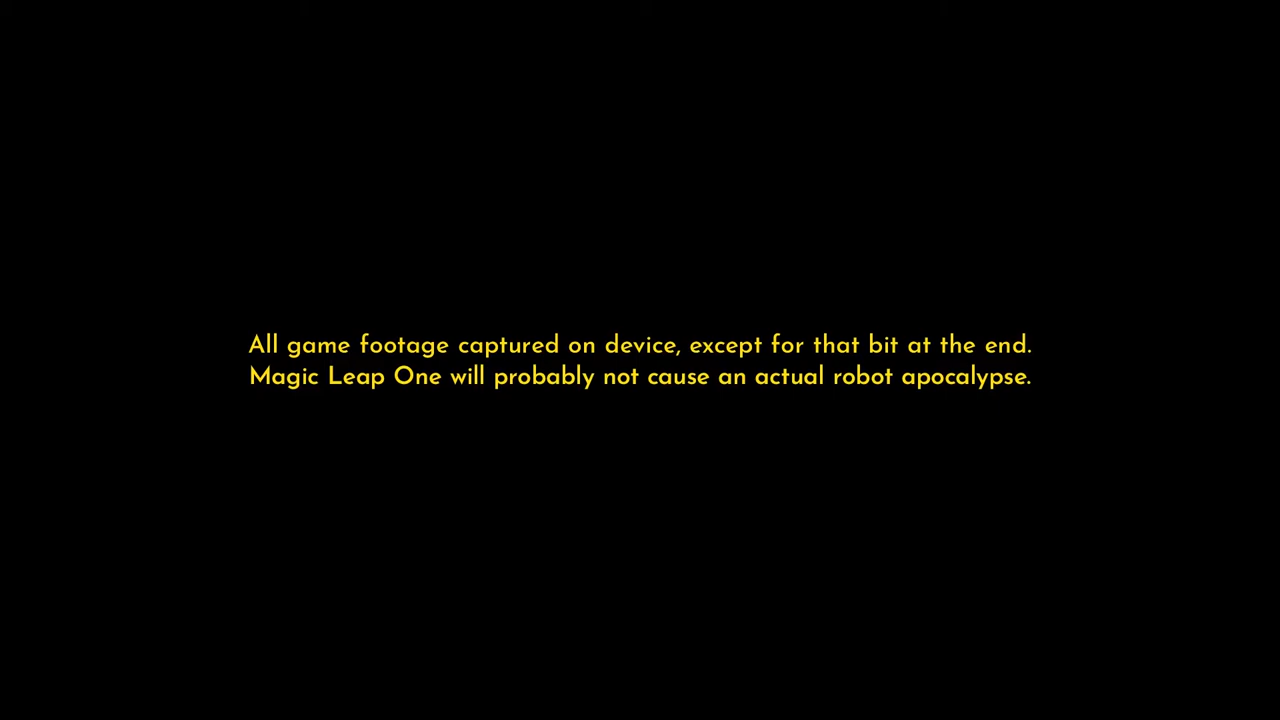 All game footage captured on device, except for that bit at the end.
Magic Leap One will probably not cause an actual robot apocalypse.